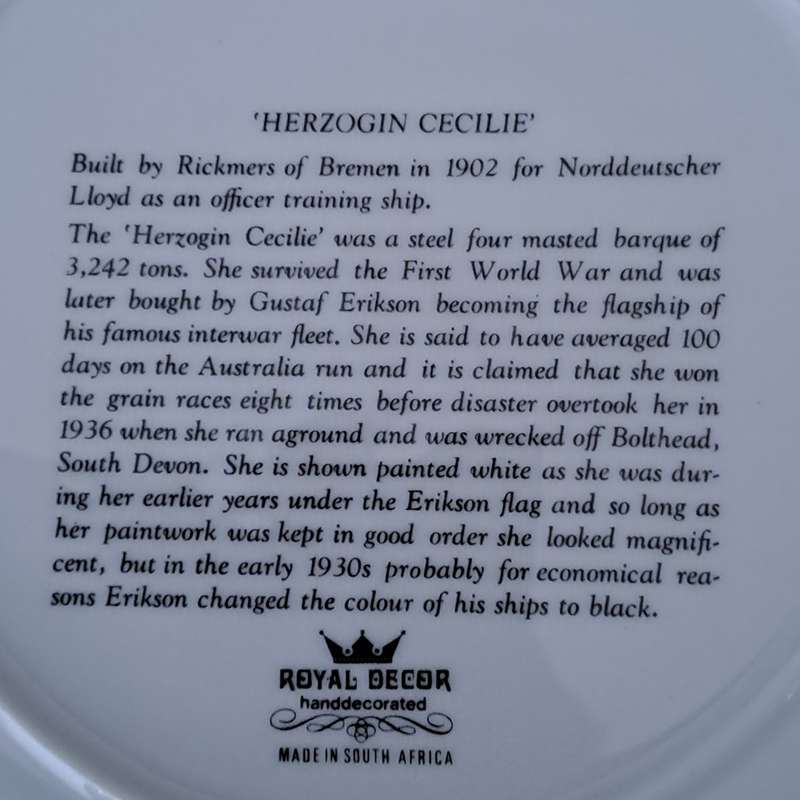 'HERZOGIN CECILIE'
Built by Rickmers of Bremen in 1902 for Norddeutscher
Lloyd as an officer training ship.
The 'Herzogin Cecilie' was a steel four masted barque of
3,242 tons. She survived the First World War and was
later bought by Gustaf Erikson becoming the flagship of
his famous interwar fleet. She is said to have averaged 100
days on the Australia run and it is claimed that she won
the grain races eight times before disaster overtook her in
1936 when she ran aground and was wrecked off Bolthead,
South Devon. She is shown painted white as she was dur-
ing her earlier years under the Erikson flag and so long as
her paintwork was kept in good order she looked magnifi-
cent, but in the early 1930s probably for economical rea-
sons Erikson changed the colour of his ships to black.
ROYAL DECOR
handdecorated
MADE IN SOUTH AFRICA